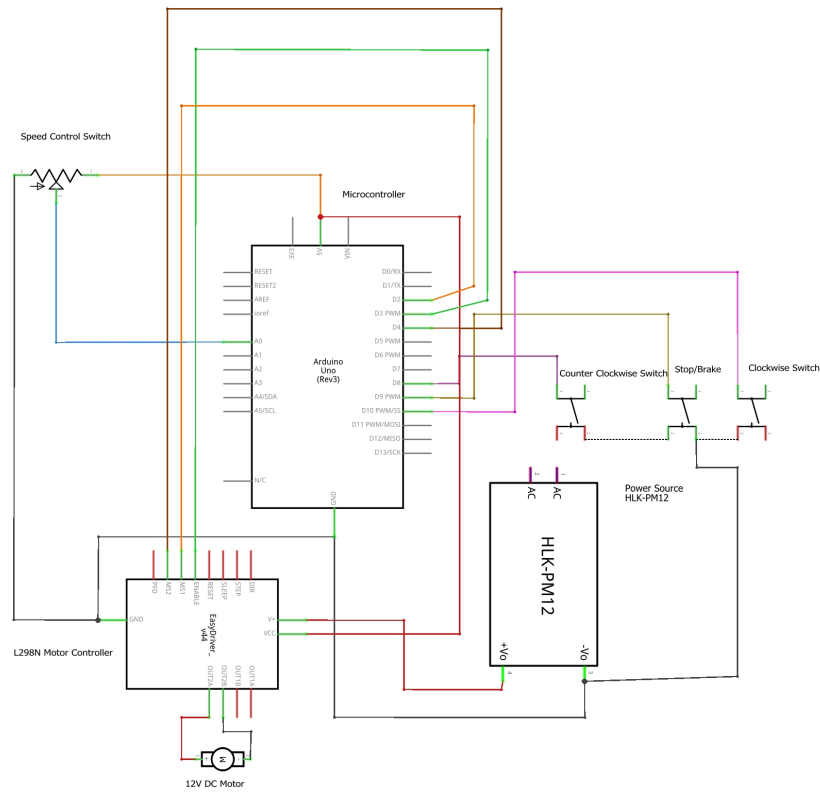 Speed Control Switch
Microcontroller
3V3
5V
VIN
RESET
RESET2
AREF
ioref
A0
A1
A2
A3
A4/SDA
A5/SCL
N/C
D0/RX
D1/TX
D2
D3 PWM
D4
D5 PWM
D6 PWM
D7
D8
D9 PWM
D10 PWM/SS
D11 PWM/MOSI
D12/MISO
D13/SCK
Arduino
Uno
(Rev3)
GND
Counter Clockwise Switch
Stop/Brake
Clockwise Switch
Power Source
HLK-PM12
AC
AC
HLK-PM12
+Vo
-Vo
PFD
MS2
MS1
ENABLE
RESET
SLEEP
STEP
DIR
GND
EasyDriver_
v44
V+
VCC
OUT2A
OUT2B
OUT1B
OUT1A
L298N Motor Controller
M
12V DC Motor